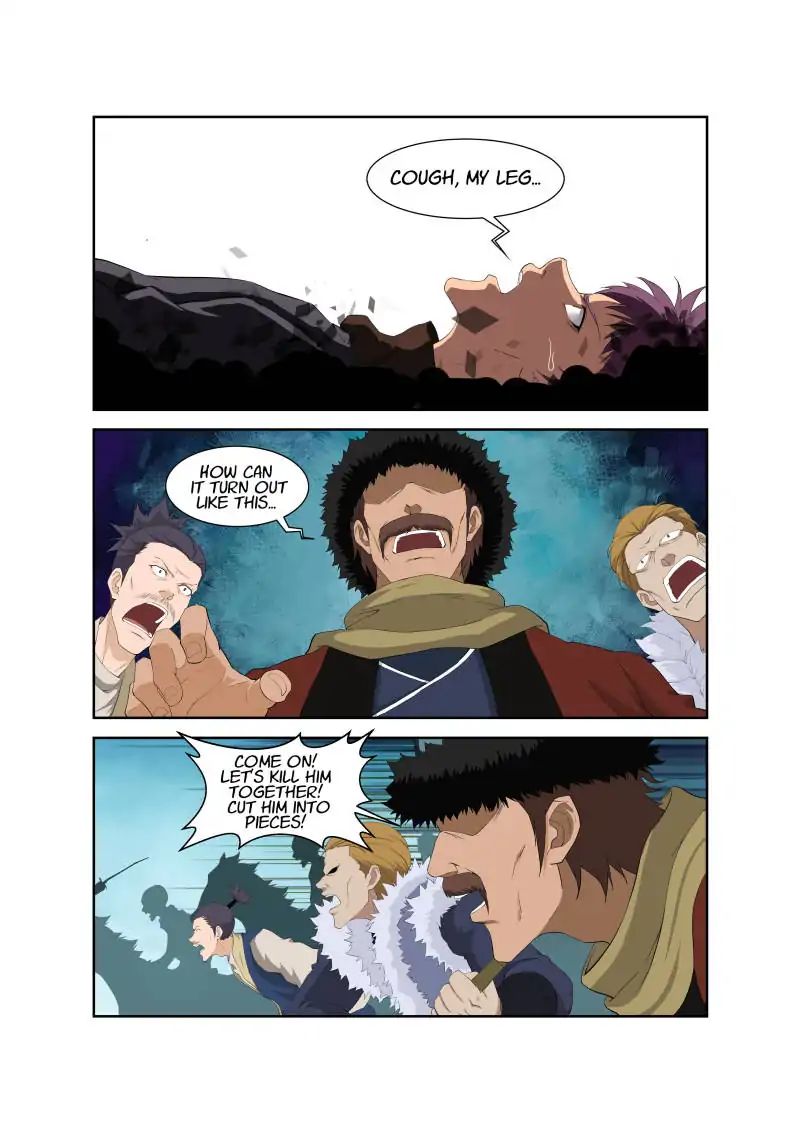 COUGH, MY LEG...
HOW CAN
IT TURN OUT
LIKE THIS...
COME ON!
LET'S KILL HIM
TOGETHER!
CUT HIM INTO
PIECES!